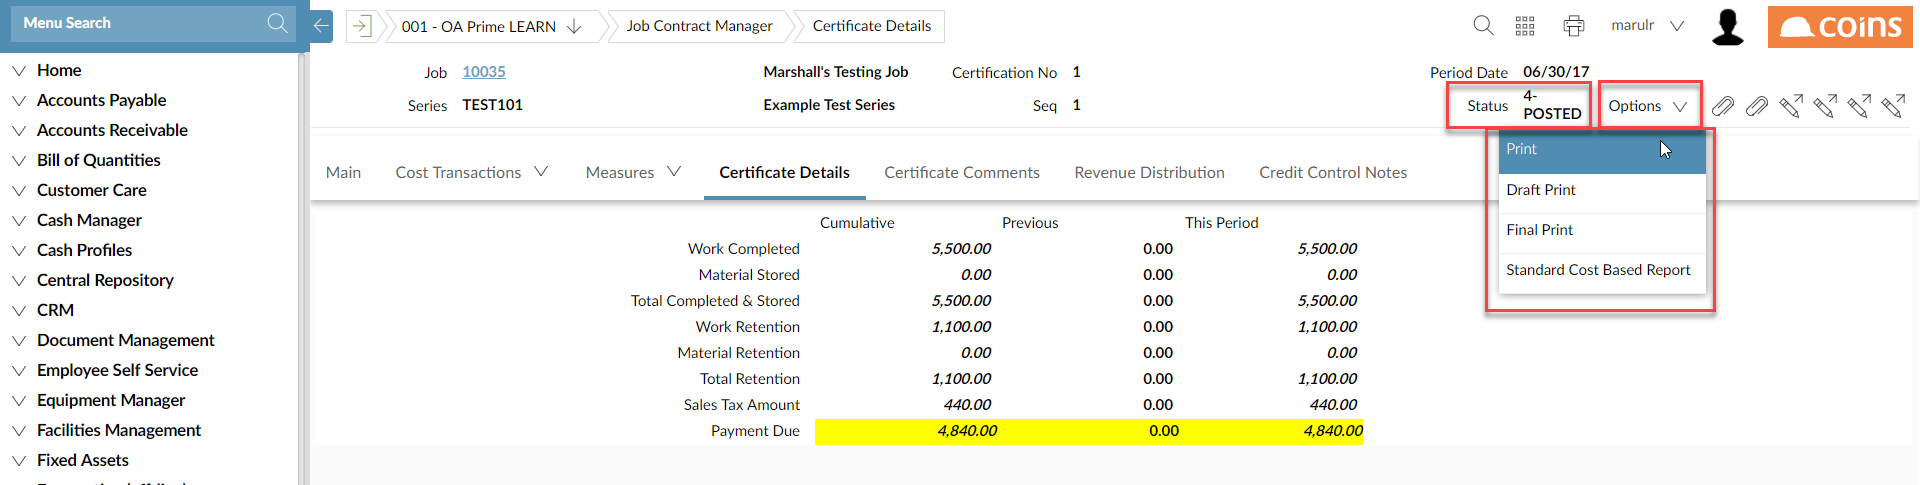 Menu Search
001 - OA Prime LEARN
Job Contract Manager
Certificate Details
marulr
coins
Home
Accounts Payable
Accounts Receivable
Bill of Quantities
Customer Care
Cash Manager
Cash Profiles
Central Repository
CRM
Document Management
Employee Self Service
Equipment Manager
Facilities Management
Fixed Assets
Job 10035 Marshall's Testing Job Certification No 1 Period Date 06/30/17
Series TEST101 Example Test Series Seq 1 Status 4-
POSTED
Options
Print
Draft Print
Final Print
Standard Cost Based Report
Main Cost Transactions Measures Certificate Details Certificate Comments Revenue Distribution Credit Control Notes
Cumulative Previous This Period
Work Completed 5,500.00 0.00 5,500.00
Material Stored 0.00 0.00 0.00
Total Completed & Stored 5,500.00 0.00 5,500.00
Work Retention 1,100.00 0.00 1,100.00
Material Retention 0.00 0.00 0.00
Total Retention 1,100.00 0.00 1,100.00
Sales Tax Amount 440.00 0.00 440.00
Payment Due 4,840.00 0.00 4,840.00